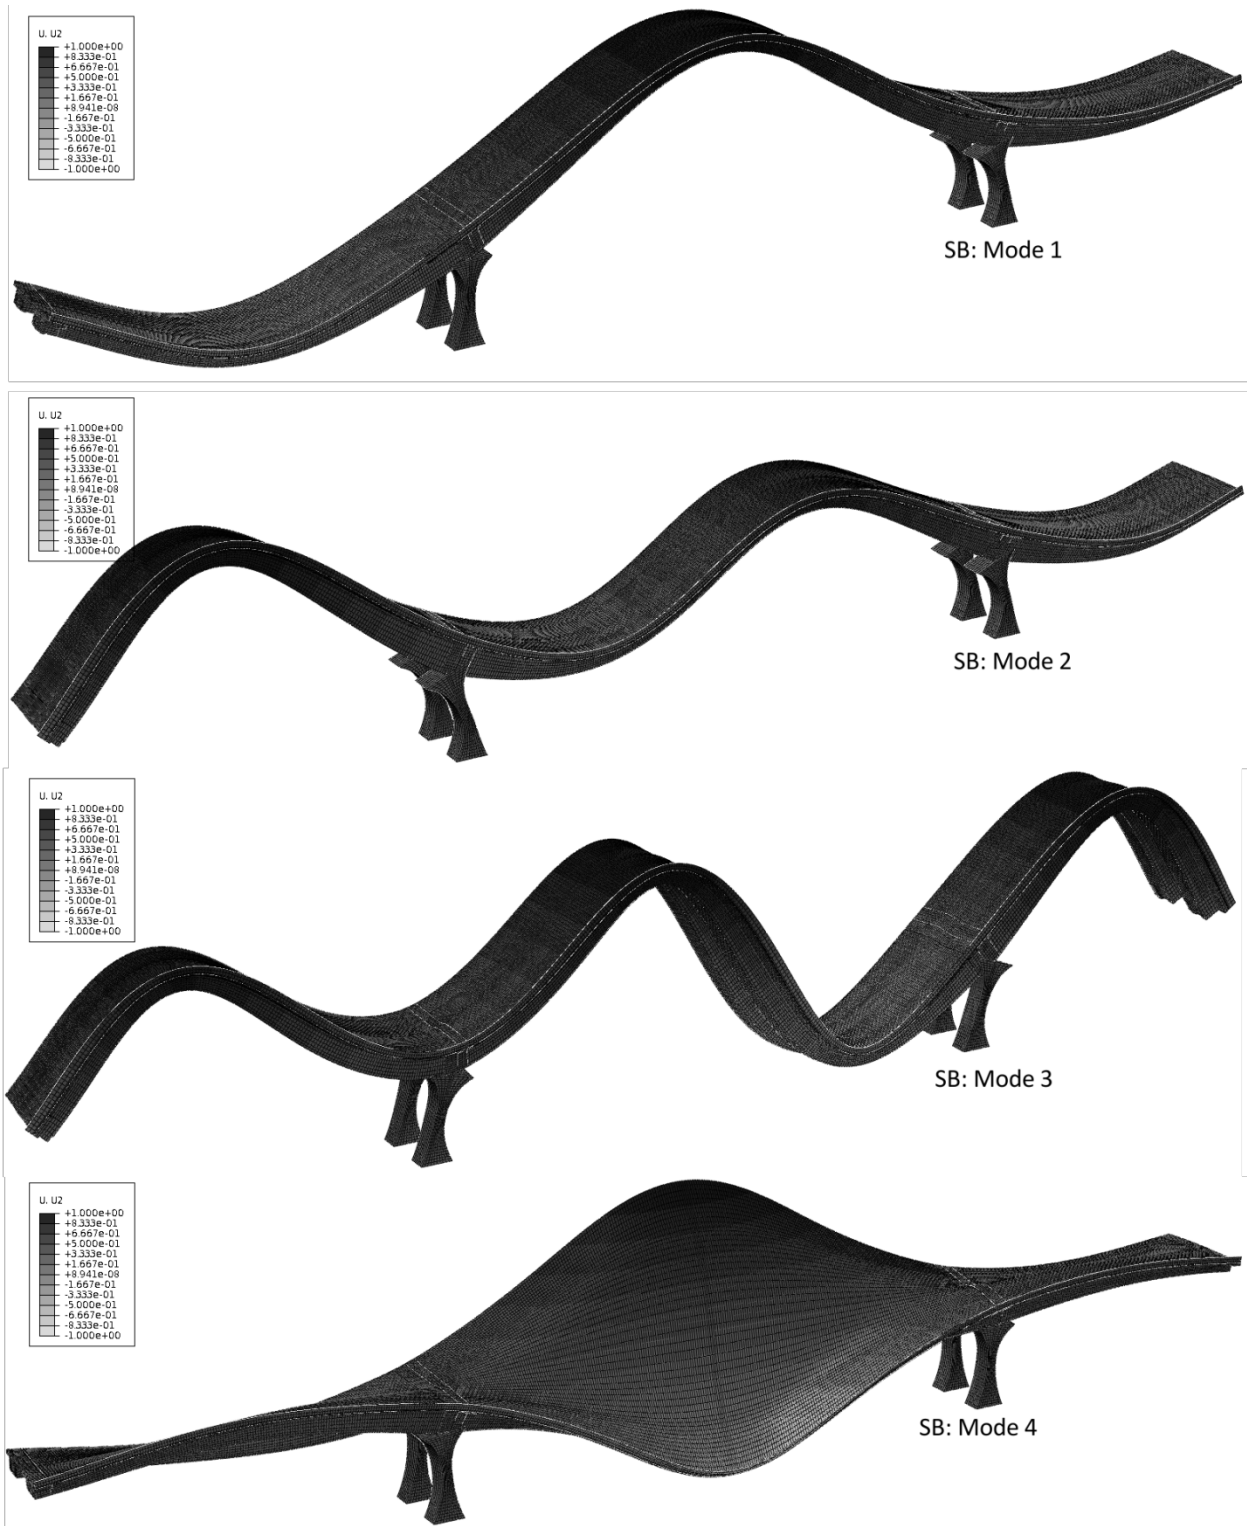 U, U2
+1.000e+00
+8.333e-01
+6.667e-01
+5.000e-01
+3.333e-01
+1.667e-01
+8.941e-08
-1.667e-01
-3.333e-01
-5.000e-01
-6.667e-01
-8.333e-01
-1.000e+00
SB: Mode 1
U, U2
+1.000e+00
+8.333e-01
+6.667e-01
+5.000e-01
+3.333e-01
+1.667e-01
+8.941e-08
-1.667e-01
-3.333e-01
-5.000e-01
-6.667e-01
-8.333e-01
-1.000e+00
SB: Mode 2
U, U2
+1.000e+00
+8.333e-01
+6.667e-01
+5.000e-01
+3.333e-01
+1.667e-01
+8.941e-08
-1.667e-01
-3.333e-01
-5.000e-01
-6.667e-01
-8.333e-01
-1.000e+00
SB: Mode 3
U, U2
+1.000e+00
+8.333e-01
+6.667e-01
+5.000e-01
+3.333e-01
+1.667e-01
+8.941e-08
-1.667e-01
-3.333e-01
-5.000e-01
-6.667e-01
-8.333e-01
-1.000e+00
SB: Mode 4